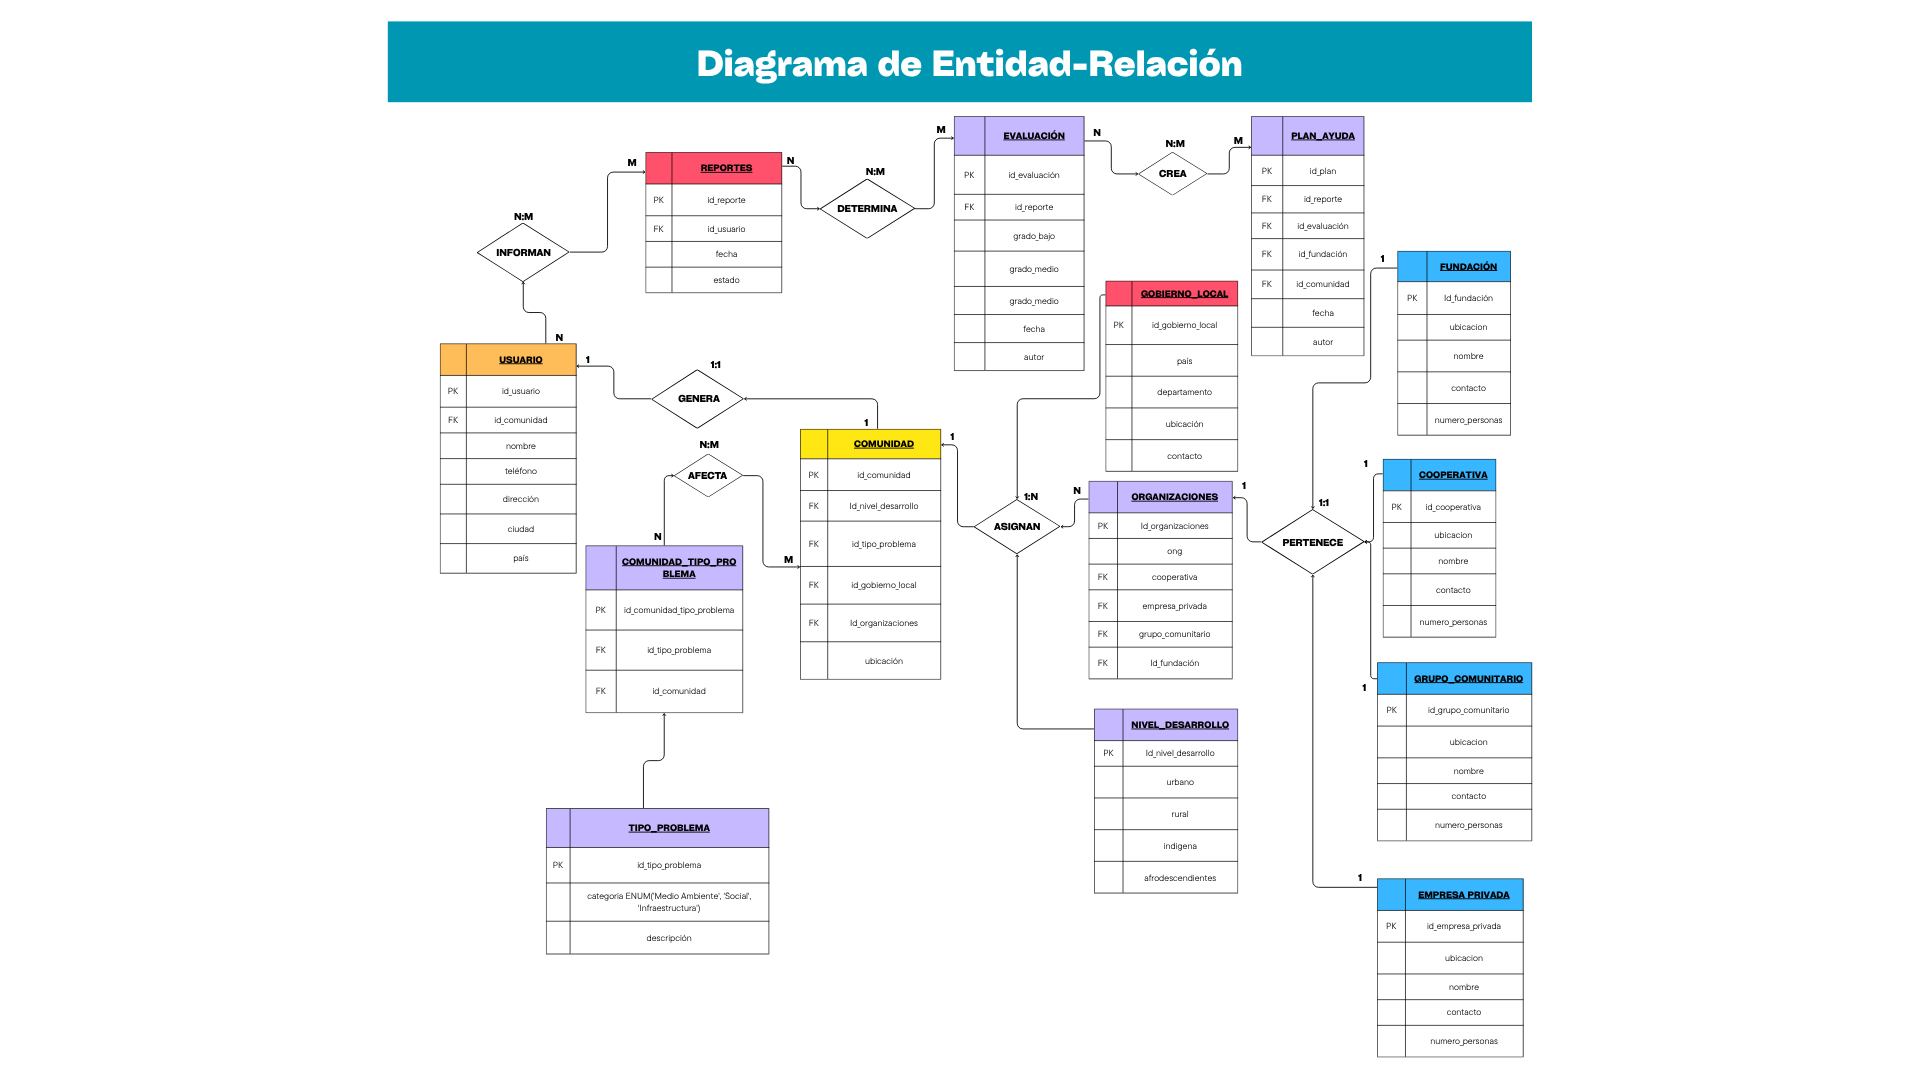 Diagrama de Entidad-Relación
N:M
INFORMAN
M
REPORTES
PK id_reporte
FK id_usuario
fecha
estado
N
N:M
DETERMINA
M
EVALUACIÓN
PK id_evaluación
FK id_reporte
grado_bajo
grado_medio
grado_medio
fecha
autor
N
N:M
CREA
M
PLAN_AYUDA
PK id_plan
FK id_reporte
FK id_evaluación
FK id_fundación
FK id_comunidad
fecha
autor
1
FUNDACIÓN
PK Id_fundación
ubicacion
nombre
contacto
numero_personas
GOBIERNO_LOCAL
PK id_gobierno_local
país
departamento
ubicación
contacto
N
USUARIO
PK id_usuario
FK id_comunidad
nombre
teléfono
dirección
ciudad
país
1
1:1
GENERA
1
COMUNIDAD
PK id_comunidad
FK Id_nivel_desarrollo
FK id_tipo_problema
FK id_gobierno_local
FK Id_organizaciones
ubicación
N:M
AFECTA
N
M
COMUNIDAD_TIPO_PRO
BLEMA
PK id_comunidad_tipo_problema
FK id_tipo_problema
FK id_comunidad
1
1:N
ASIGNAN
N
ORGANIZACIONES
PK Id_organizaciones
ong
FK cooperativa
FK empresa_privada
FK grupo_comunitario
FK Id_fundación
1
1:1
PERTENECE
1
COOPERATIVA
PK id_cooperativa
ubicacion
nombre
contacto
numero_personas
1
GRUPO_COMUNITARIO
PK id_grupo_comunitario
ubicacion
nombre
contacto
numero_personas
NIVEL_DESARROLLO
PK Id_nivel_desarrollo
urbano
rural
indigena
afrodescendientes
TIPO_PROBLEMA
PK id_tipo_problema
categoria ENUM('Medio Ambiente', 'Social',
'Infraestructura')
descripción
1
EMPRESA PRIVADA
PK id_empresa_privada
ubicacion
nombre
contacto
numero_personas